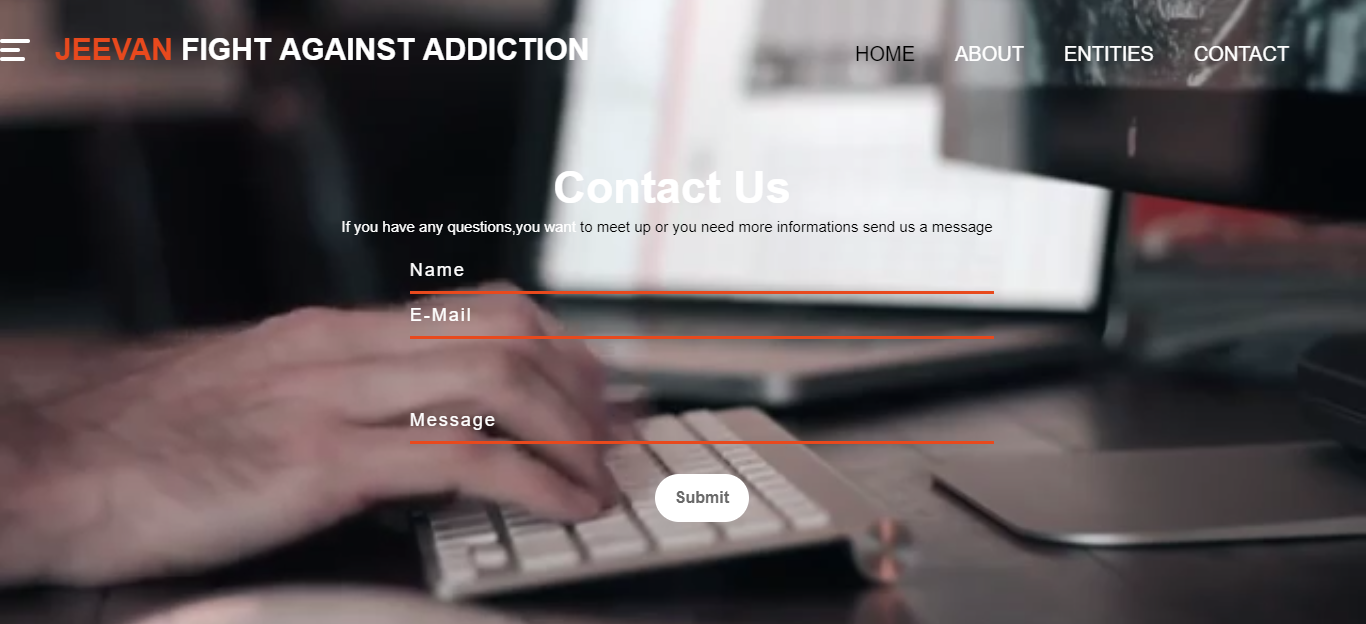 JEEVAN FIGHT AGAINST ADDICTION
HOME ABOUT ENTITIES CONTACT
Contact Us
If you have any questions,you want to meet up or you need more informations send us a message
Name
E-Mail
Message
Submit